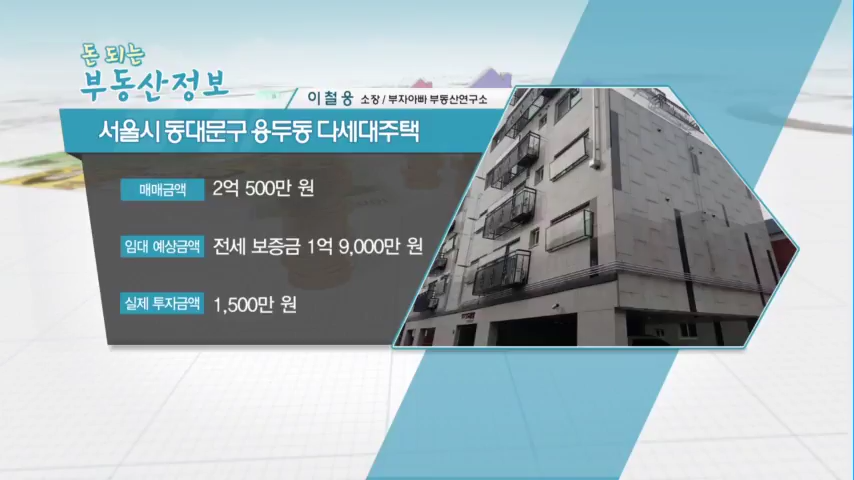 돈 되는
부동산정보
이철웅 소장 / 부자아빠 부동산연구소
서울시 동대문구 용두동 다세대주택
매매금액 2억 500만 원
임대 예상금액 전세 보증금 1억 9,000만 원
실제 투자금액 1,500만 원